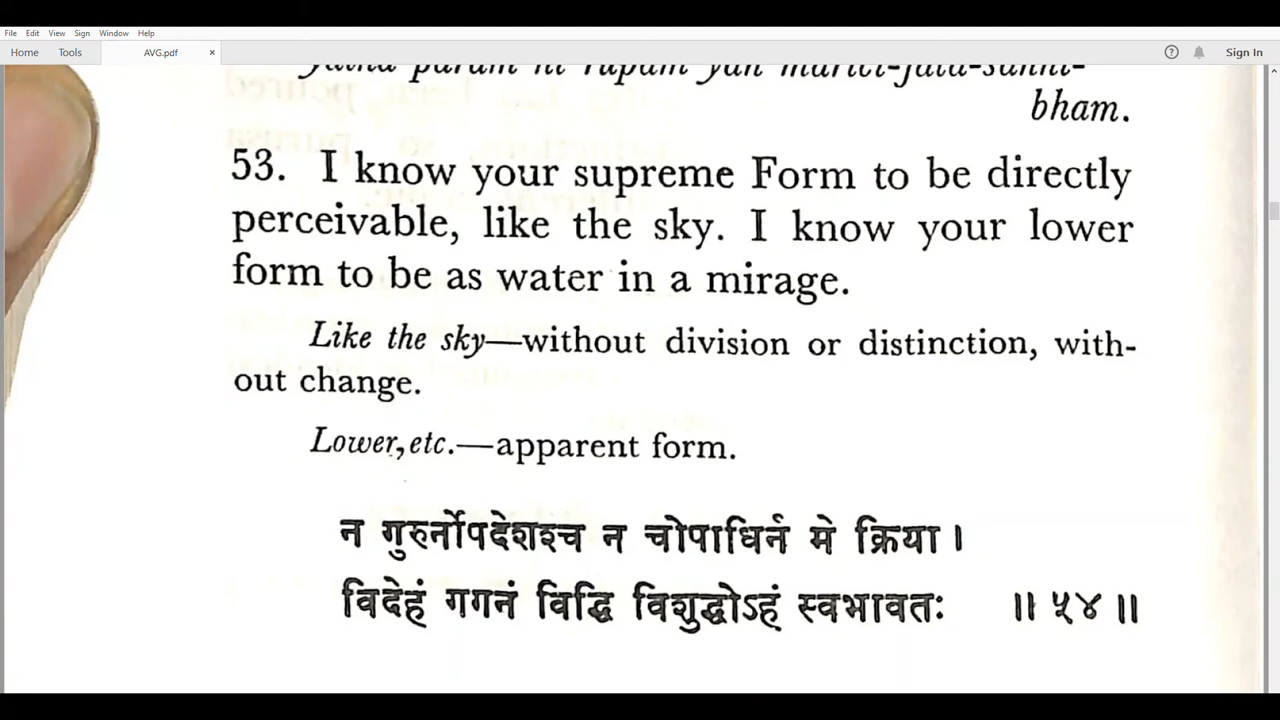 File Edit View Sign Window Help
Home Tools AVG.pdf × Sign In
bham.
53. I know your supreme Form to be directly
perceivable, like the sky. I know your lower
form to be as water in a mirage.
Like the sky—without division or distinction, with-
out change.
Lower, etc.—apparent form.
न गुरुर्नोपदेशश्च न चोपाधिर्न मे क्रिया।
विदेहं गगनं विद्धि विशुद्धोऽहं स्वभावतः ॥ ५४ ॥